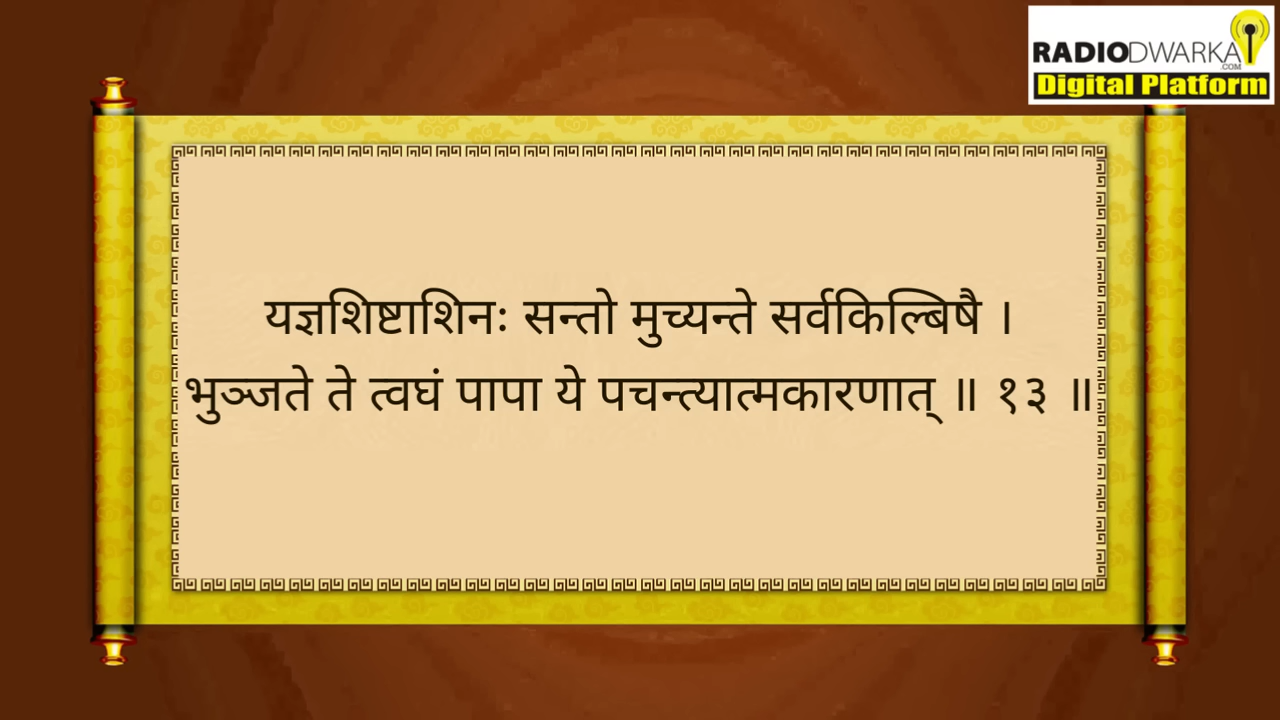 RADIODWARKA
.COM
Digital Platform
यज्ञशिष्टाशिनः सन्तो मुच्यन्ते सर्वकिल्बिषै ।
भुञ्जते ते त्वघं पापा ये पचन्त्यात्मकारणात् ॥ १३ ॥